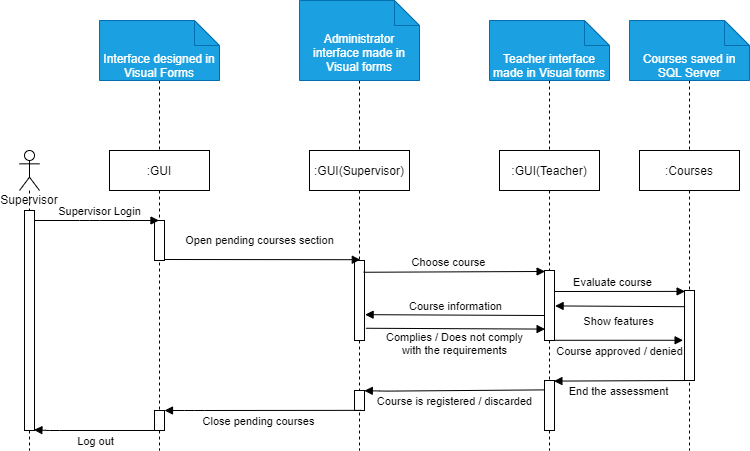 Interface designed in
Visual Forms
Administrator
interface made in
Visual forms
Teacher interface
made in Visual forms
Courses saved in
SQL Server
:GUI
:GUI(Supervisor)
:GUI(Teacher)
:Courses
Supervisor
Supervisor Login
Open pending courses section
Choose course
Evaluate course
Course information
Show features
Complies / Does not comply
with the requirements
Course approved / denied
End the assessment
Course is registered / discarded
Close pending courses
Log out